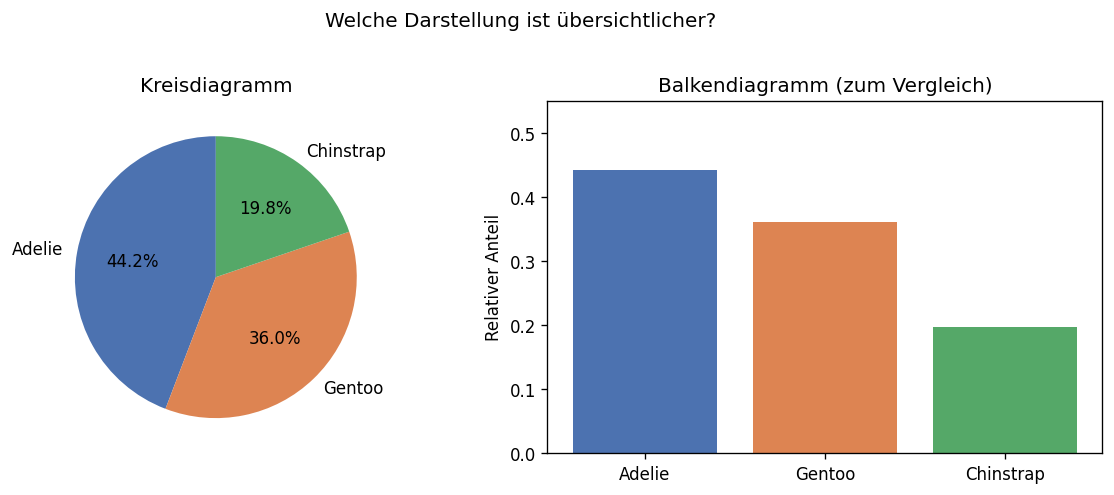 Welche Darstellung ist übersichtlicher?
Kreisdiagramm
Chinstrap
19.8%
Adelie
44.2%
36.0%
Gentoo
Balkendiagramm (zum Vergleich)
Relativer Anteil
0.5
0.4
0.3
0.2
0.1
0.0
Adelie
Gentoo
Chinstrap